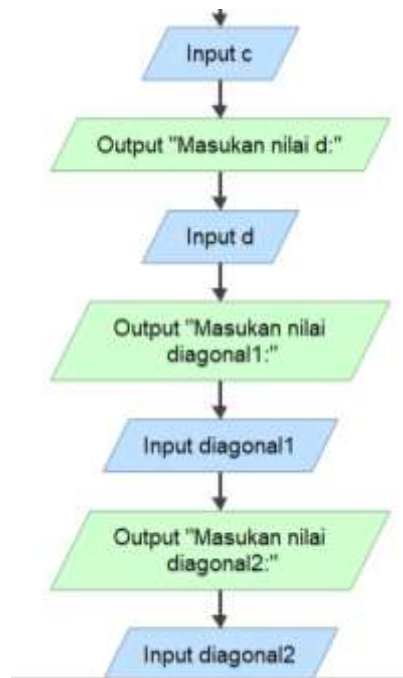 Input c
Output "Masukan nilai d:"
Input d
Output "Masukan nilai
diagonal1:"
Input diagonal1
Output "Masukan nilai
diagonal2:"
Input diagonal2